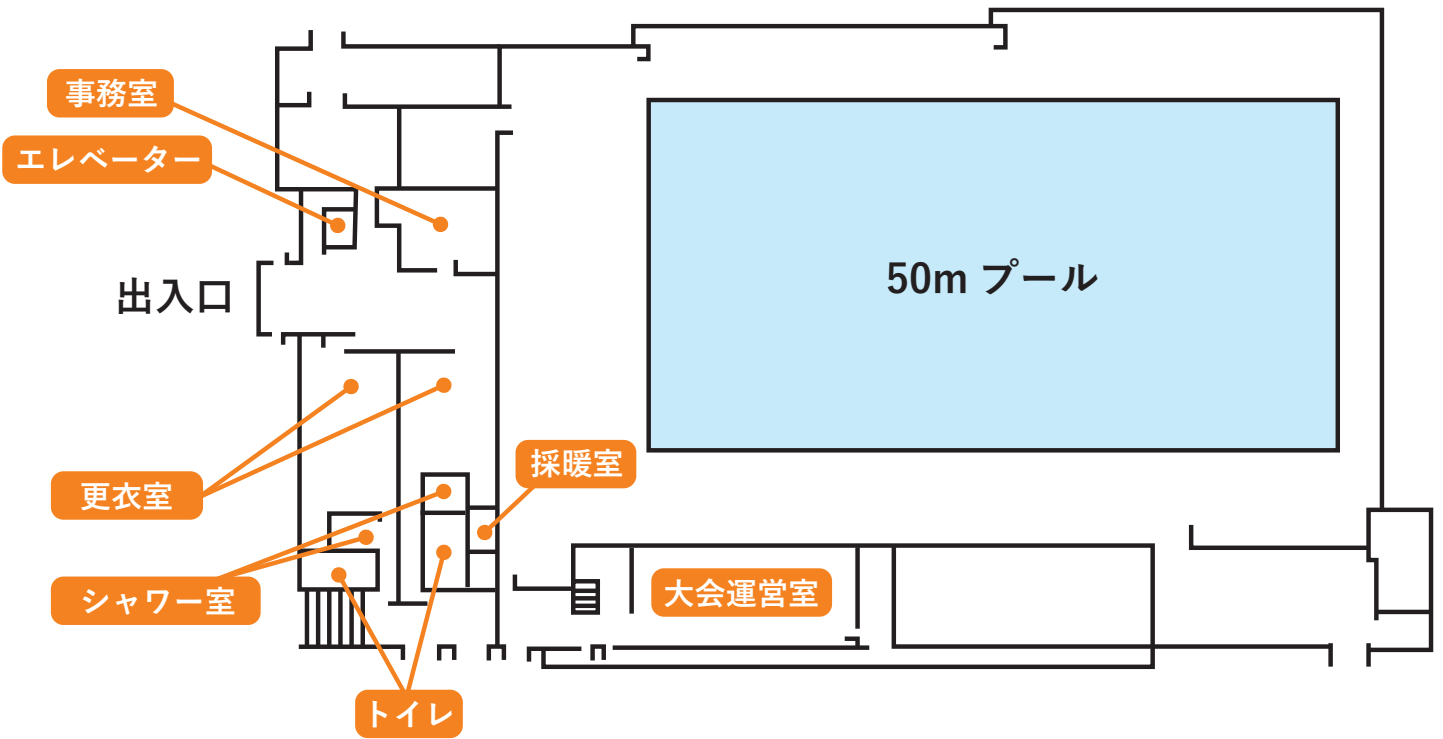 事務室
エレベーター
出入口
50m プール
更衣室
採暖室
シャワー室
大会運営室
トイレ